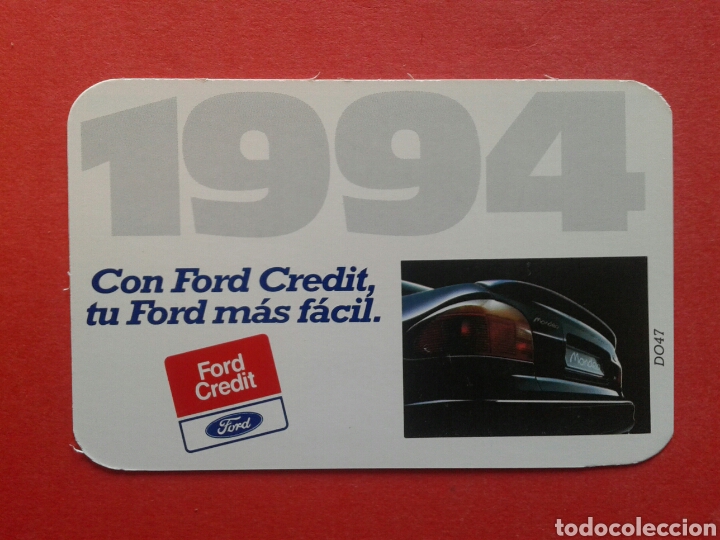 1994
Con Ford Credit,
tu Ford más fácil.
Ford
Credit
Ford
Mondeo
DO47
todocoleccion